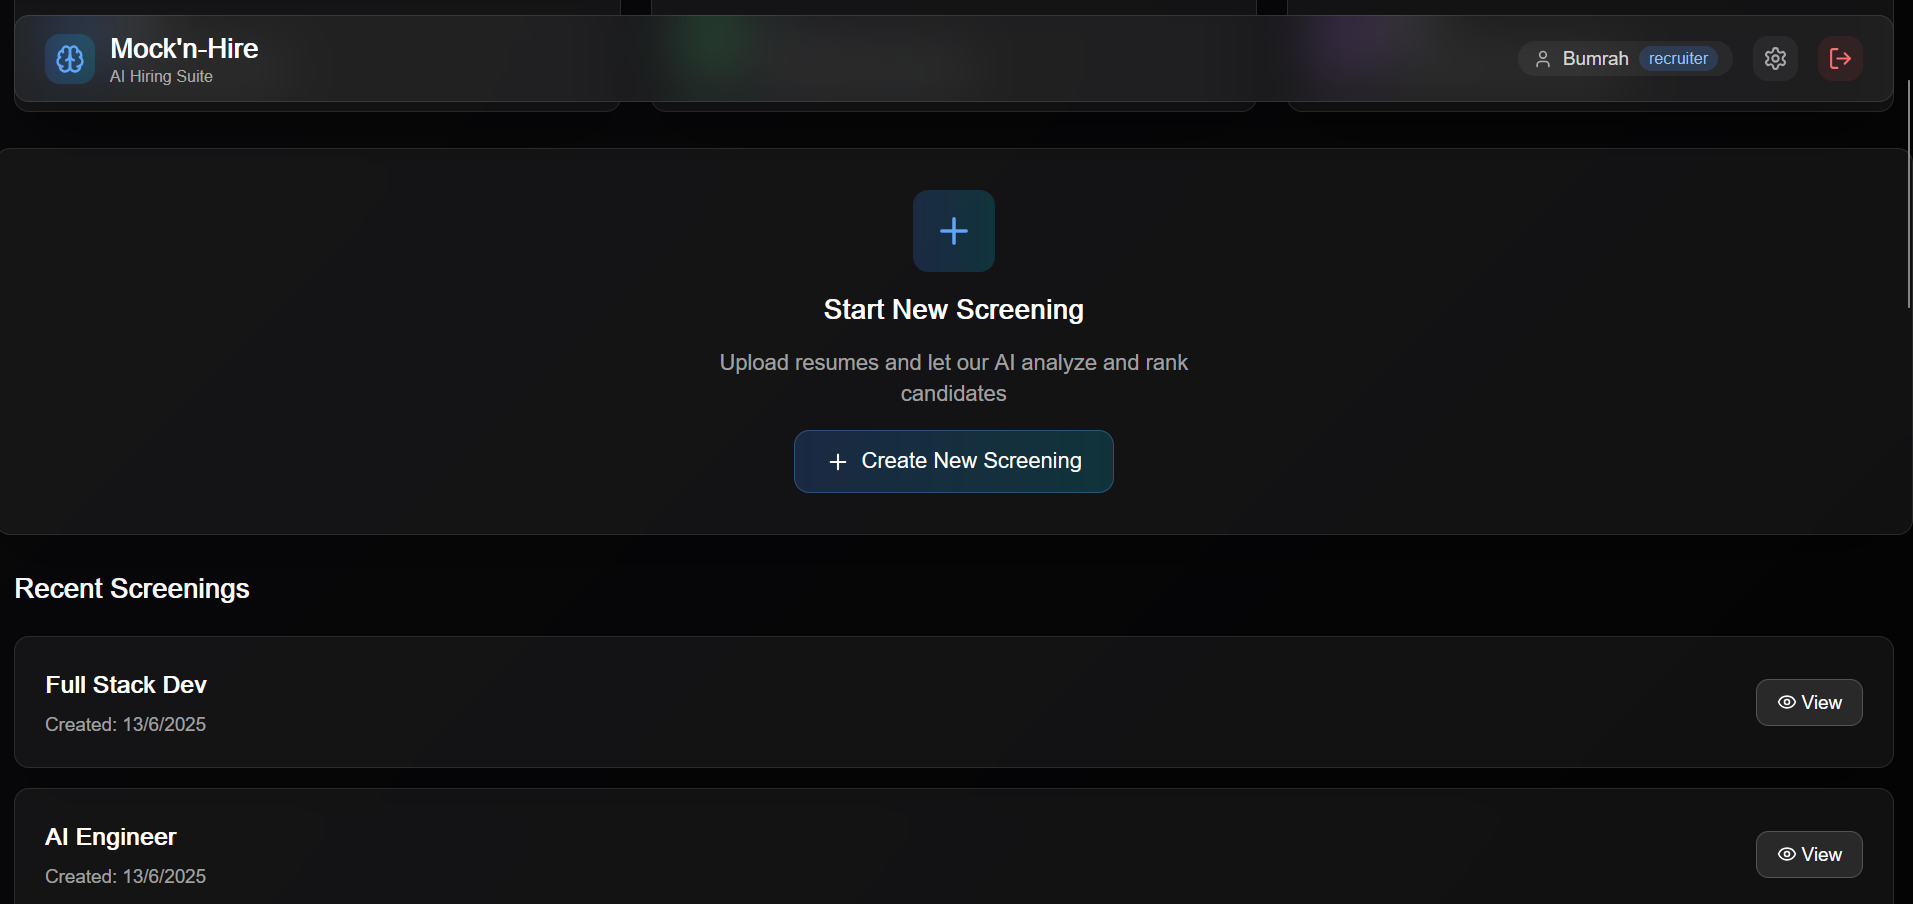 Mock'n-Hire
AI Hiring Suite
Bumrah recruiter
Start New Screening
Upload resumes and let our AI analyze and rank
candidates
Create New Screening
Recent Screenings
Full Stack Dev
Created: 13/6/2025
View
AI Engineer
Created: 13/6/2025
View